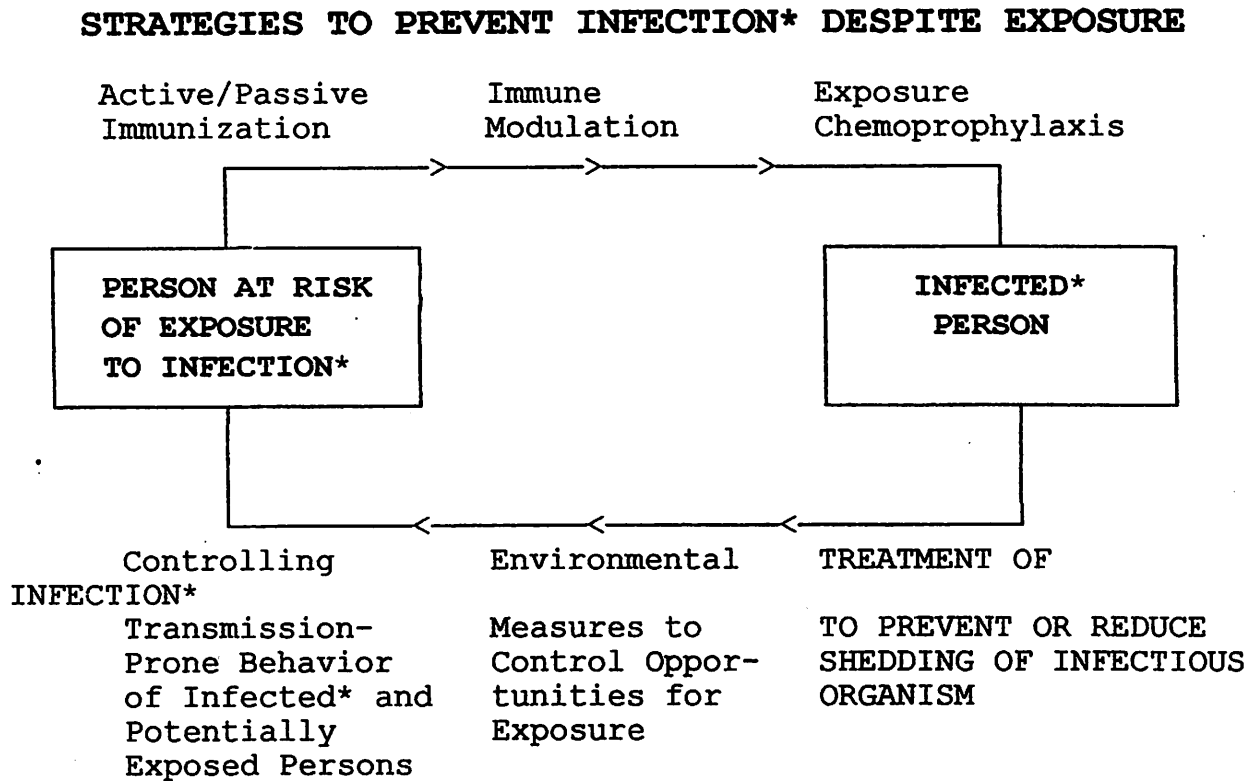 STRATEGIES TO PREVENT INFECTION* DESPITE EXPOSURE
Active/Passive
Immunization
Immune
Modulation
Exposure
Chemoprophylaxis
PERSON AT RISK
OF EXPOSURE
TO INFECTION*
INFECTED*
PERSON
Controlling
INFECTION*
Transmission-
Prone Behavior
of Infected* and
Potentially
Exposed Persons
Environmental
Measures to
Control Oppor-
tunities for
Exposure
TREATMENT OF
TO PREVENT OR REDUCE
SHEDDING OF INFECTIOUS
ORGANISM